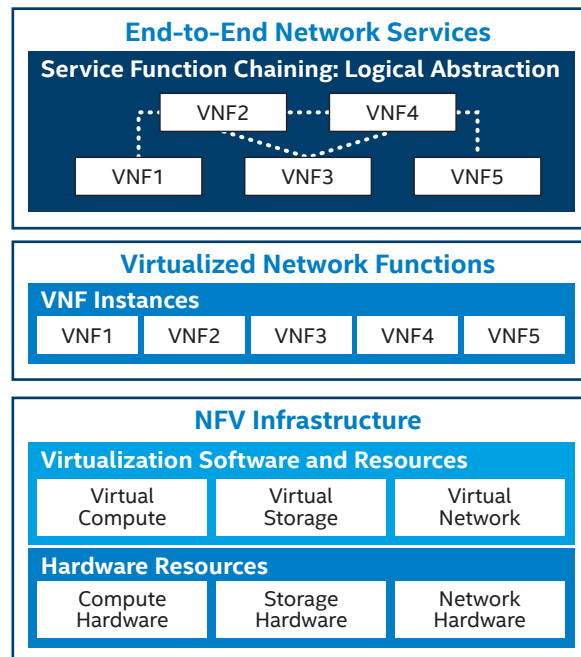 End-to-End Network Services
Service Function Chaining: Logical Abstraction
VNF2
VNF4
VNF1
VNF3
VNF5
Virtualized Network Functions
VNF Instances
VNF1
VNF2
VNF3
VNF4
VNF5
NFV Infrastructure
Virtualization Software and Resources
Virtual
Compute
Virtual
Storage
Virtual
Network
Hardware Resources
Compute
Hardware
Storage
Hardware
Network
Hardware